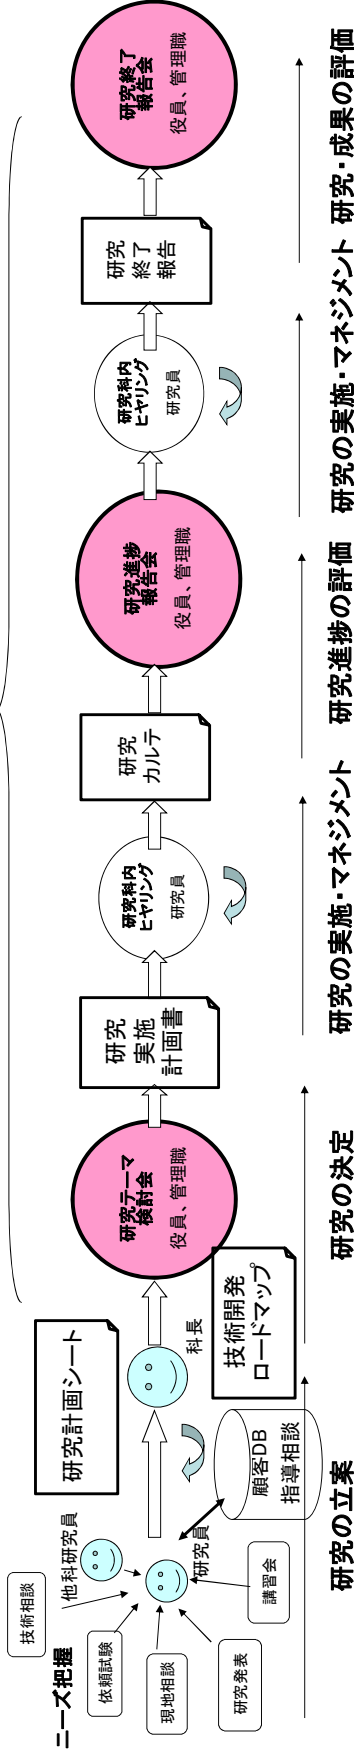 ニーズ把握
技術相談
他科研究員
依頼試験
現地相談
研究発表
講習会
研究員
顧客DB
指導相談
研究計画シート
科長
技術開発
ロードマップ
研究テーマ
検討会
役員、管理職
研究
実施
計画書
研究科内
ヒヤリング
研究員
研究
カルテ
研究進捗
報告会
役員、管理職
研究科内
ヒヤリング
研究員
研究
終了
報告
研究終了
報告会
役員、管理職
研究の立案
研究の決定
研究の実施・マネジメント
研究進捗の評価
研究の実施・マネジメント
研究・成果の評価